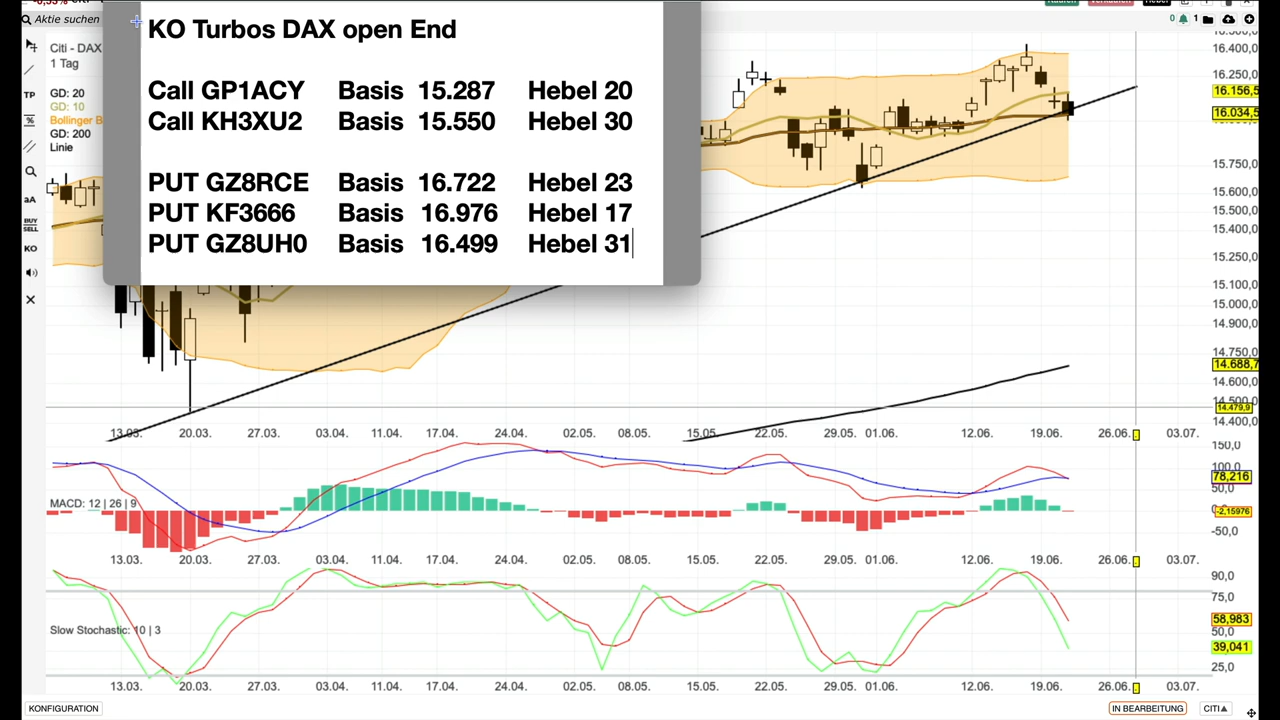 Aktie suchen
Citi - DAX
1 Tag
TP
GD: 20
GD: 10
GD: 200
Linie
aA
BUY
SELL
KO
KO Turbos DAX open End
Call GP1ACY Basis 15.287 Hebel 20
Call KH3XU2 Basis 15.550 Hebel 30
PUT GZ8RCE Basis 16.722 Hebel 23
PUT KF3666 Basis 16.976 Hebel 17
PUT GZ8UH0 Basis 16.499 Hebel 31
0 1
16.400,0
16.250,0
16.156,5
16.034,5
15.750,0
15.600,0
15.500,0
15.400,0
15.250,0
15.100,0
15.000,0
14.900,0
14.750,0
14.688,7
14.600,0
14.479,9
14.400,0
13.03. 20.03. 27.03. 03.04. 11.04. 17.04. 24.04. 02.05. 08.05. 15.05. 22.05. 29.05. 01.06. 12.06. 19.06. 26.06. 03.07.
150,0
100,0
78,216
50,0
-2,15976
-50,0
MACD: 12 | 26 | 9
13.03. 20.03. 27.03. 03.04. 11.04. 17.04. 24.04. 02.05. 08.05. 15.05. 22.05. 29.05. 01.06. 12.06. 19.06. 26.06. 03.07.
90,0
75,0
58,983
50,0
39,041
25,0
Slow Stochastic: 10 | 3
13.03. 20.03. 27.03. 03.04. 11.04. 17.04. 24.04. 02.05. 08.05. 15.05. 22.05. 29.05. 01.06. 12.06. 19.06. 26.06. 03.07.
KONFIGURATION
IN BEARBEITUNG
CITI